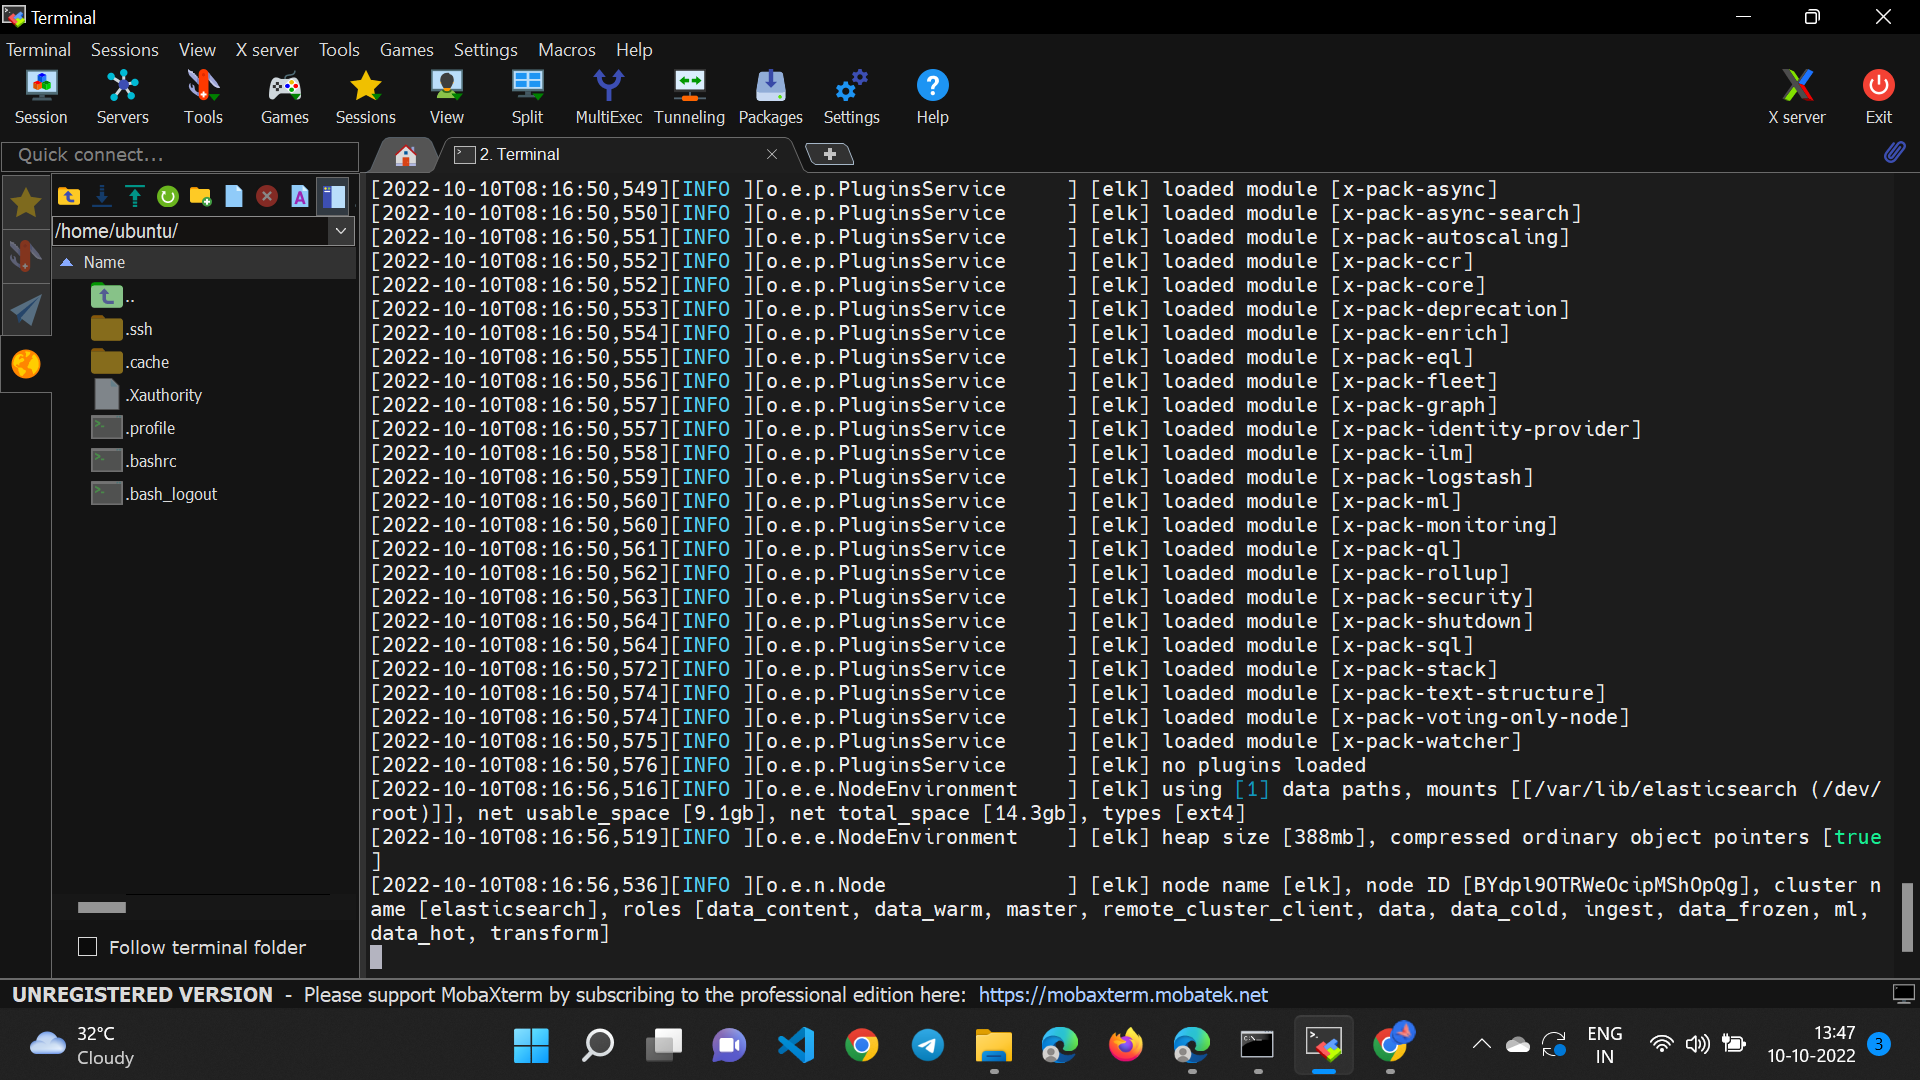 Terminal
Terminal Sessions View X server Tools Games Settings Macros Help
Session Servers Tools Games Sessions View Split MultiExec Tunneling Packages Settings Help X server Exit
Quick connect...
2. Terminal
/home/ubuntu/
Name
..
.ssh
.cache
.Xauthority
.profile
.bashrc
.bash_logout
Follow terminal folder
[2022-10-10T08:16:50,549][INFO ][o.e.p.PluginsService     ] [elk] loaded module [x-pack-async]
[2022-10-10T08:16:50,550][INFO ][o.e.p.PluginsService     ] [elk] loaded module [x-pack-async-search]
[2022-10-10T08:16:50,551][INFO ][o.e.p.PluginsService     ] [elk] loaded module [x-pack-autoscaling]
[2022-10-10T08:16:50,552][INFO ][o.e.p.PluginsService     ] [elk] loaded module [x-pack-ccr]
[2022-10-10T08:16:50,552][INFO ][o.e.p.PluginsService     ] [elk] loaded module [x-pack-core]
[2022-10-10T08:16:50,553][INFO ][o.e.p.PluginsService     ] [elk] loaded module [x-pack-deprecation]
[2022-10-10T08:16:50,554][INFO ][o.e.p.PluginsService     ] [elk] loaded module [x-pack-enrich]
[2022-10-10T08:16:50,555][INFO ][o.e.p.PluginsService     ] [elk] loaded module [x-pack-eql]
[2022-10-10T08:16:50,556][INFO ][o.e.p.PluginsService     ] [elk] loaded module [x-pack-fleet]
[2022-10-10T08:16:50,557][INFO ][o.e.p.PluginsService     ] [elk] loaded module [x-pack-graph]
[2022-10-10T08:16:50,557][INFO ][o.e.p.PluginsService     ] [elk] loaded module [x-pack-identity-provider]
[2022-10-10T08:16:50,558][INFO ][o.e.p.PluginsService     ] [elk] loaded module [x-pack-ilm]
[2022-10-10T08:16:50,559][INFO ][o.e.p.PluginsService     ] [elk] loaded module [x-pack-logstash]
[2022-10-10T08:16:50,560][INFO ][o.e.p.PluginsService     ] [elk] loaded module [x-pack-ml]
[2022-10-10T08:16:50,560][INFO ][o.e.p.PluginsService     ] [elk] loaded module [x-pack-monitoring]
[2022-10-10T08:16:50,561][INFO ][o.e.p.PluginsService     ] [elk] loaded module [x-pack-ql]
[2022-10-10T08:16:50,562][INFO ][o.e.p.PluginsService     ] [elk] loaded module [x-pack-rollup]
[2022-10-10T08:16:50,563][INFO ][o.e.p.PluginsService     ] [elk] loaded module [x-pack-security]
[2022-10-10T08:16:50,564][INFO ][o.e.p.PluginsService     ] [elk] loaded module [x-pack-shutdown]
[2022-10-10T08:16:50,564][INFO ][o.e.p.PluginsService     ] [elk] loaded module [x-pack-sql]
[2022-10-10T08:16:50,572][INFO ][o.e.p.PluginsService     ] [elk] loaded module [x-pack-stack]
[2022-10-10T08:16:50,574][INFO ][o.e.p.PluginsService     ] [elk] loaded module [x-pack-text-structure]
[2022-10-10T08:16:50,574][INFO ][o.e.p.PluginsService     ] [elk] loaded module [x-pack-voting-only-node]
[2022-10-10T08:16:50,575][INFO ][o.e.p.PluginsService     ] [elk] loaded module [x-pack-watcher]
[2022-10-10T08:16:50,576][INFO ][o.e.p.PluginsService     ] [elk] no plugins loaded
[2022-10-10T08:16:56,516][INFO ][o.e.e.NodeEnvironment    ] [elk] using [1] data paths, mounts [[/var/lib/elasticsearch (/dev/
root)]], net usable_space [9.1gb], net total_space [14.3gb], types [ext4]
[2022-10-10T08:16:56,519][INFO ][o.e.e.NodeEnvironment    ] [elk] heap size [388mb], compressed ordinary object pointers [true
]
[2022-10-10T08:16:56,536][INFO ][o.e.n.Node               ] [elk] node name [elk], node ID [BYdpl9OTRWeOcipMShOpQg], cluster n
ame [elasticsearch], roles [data_content, data_warm, master, remote_cluster_client, data, data_cold, ingest, data_frozen, ml,
data_hot, transform]
UNREGISTERED VERSION - Please support MobaXterm by subscribing to the professional edition here: https://mobaxterm.mobatek.net
32°C
Cloudy
ENG
IN
13:47
10-10-2022
3